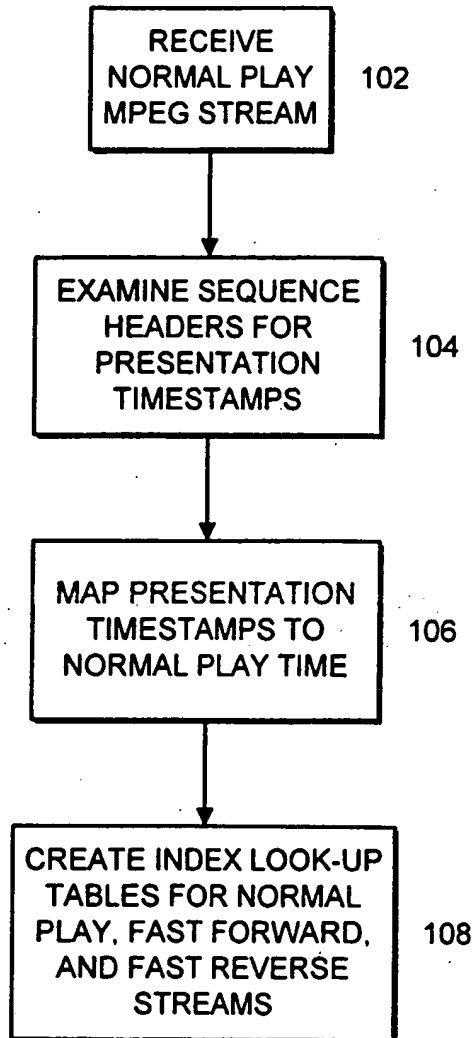 RECEIVE
NORMAL PLAY
MPEG STREAM
102
EXAMINE SEQUENCE
HEADERS FOR
PRESENTATION
TIMESTAMPS
104
MAP PRESENTATION
TIMESTAMPS TO
NORMAL PLAY TIME
106
CREATE INDEX LOOK-UP
TABLES FOR NORMAL
PLAY, FAST FORWARD,
AND FAST REVERSE
STREAMS
108